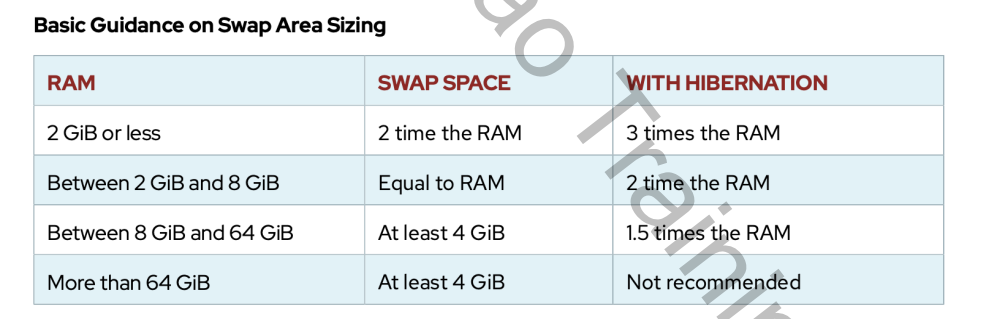 Basic Guidance on Swap Area Sizing
RAM SWAP SPACE WITH HIBERNATION
2 GiB or less 2 time the RAM 3 times the RAM
Between 2 GiB and 8 GiB Equal to RAM 2 time the RAM
Between 8 GiB and 64 GiB At least 4 GiB 1.5 times the RAM
More than 64 GiB At least 4 GiB Not recommended